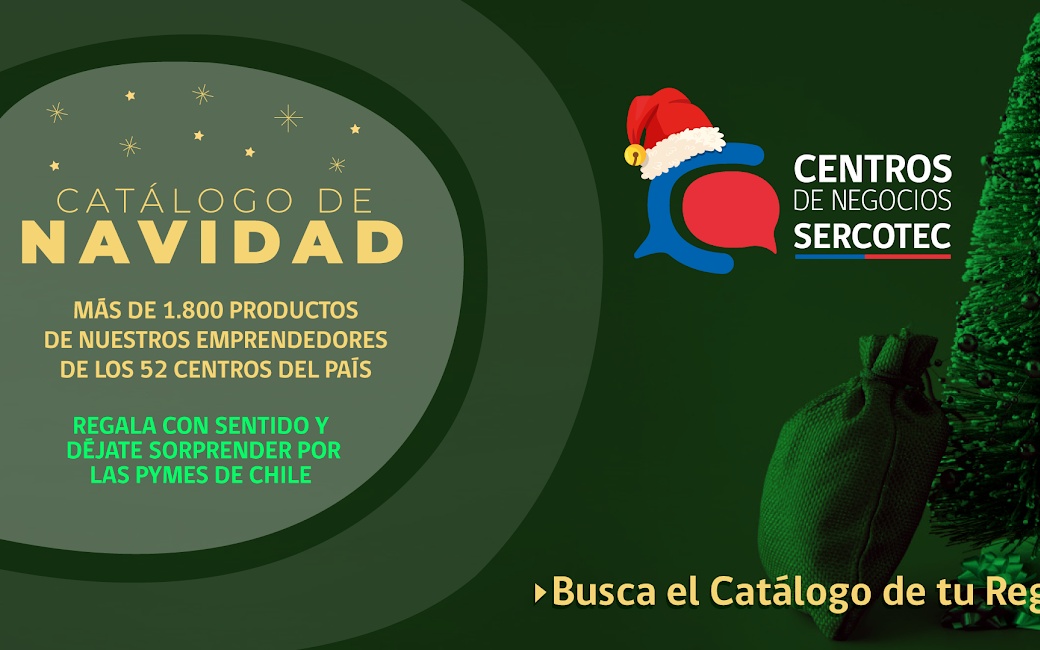 CATÁLOGO DE
NAVIDAD
MÁS DE 1.800 PRODUCTOS
DE NUESTROS EMPRENDEDORES
DE LOS 52 CENTROS DEL PAÍS
REGALA CON SENTIDO Y
DÉJATE SORPRENDER POR
LAS PYMES DE CHILE
CENTROS
DE NEGOCIOS
SERCOTEC
Busca el Catálogo de tu Reg